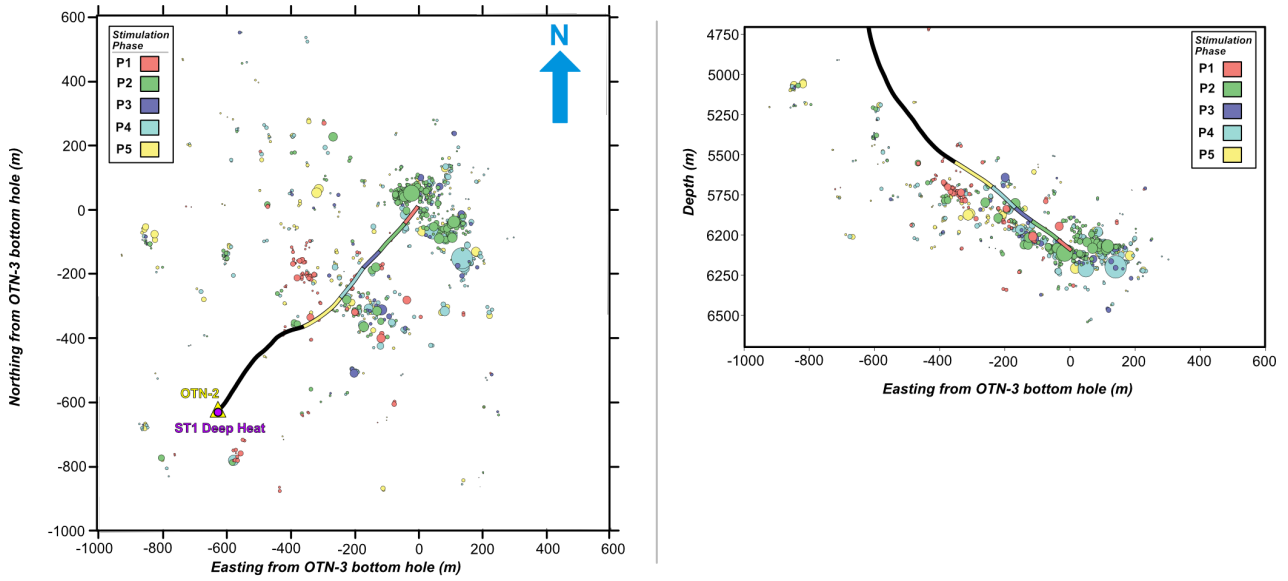 Stimulation
Phase
P1
P2
P3
P4
P5
N
600
400
200
0
-200
-400
-600
-800
-1000
Northing from OTN-3 bottom hole (m)
OTN-2
ST1 Deep Heat
-1000
-800
-600
-400
-200
0
200
400
600
Easting from OTN-3 bottom hole (m)
Stimulation
Phase
P1
P2
P3
P4
P5
4750
5000
5250
5500
5750
6200
6250
6500
Depth (m)
-1000
-800
-600
-400
-200
0
200
400
600
Easting from OTN-3 bottom hole (m)